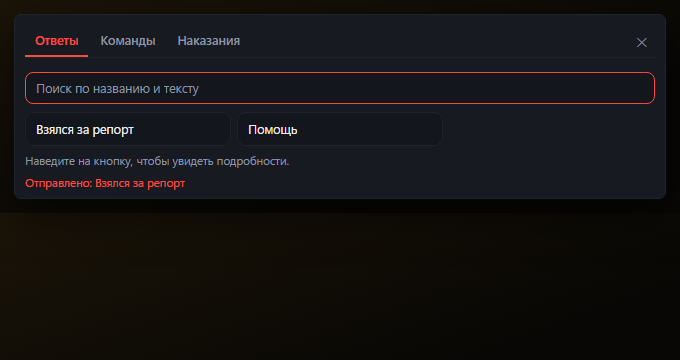 Ответы Команды Наказания
Поиск по названию и тексту
Взялся за репорт Помощь
Наведите на кнопку, чтобы увидеть подробности.
Отправлено: Взялся за репорт